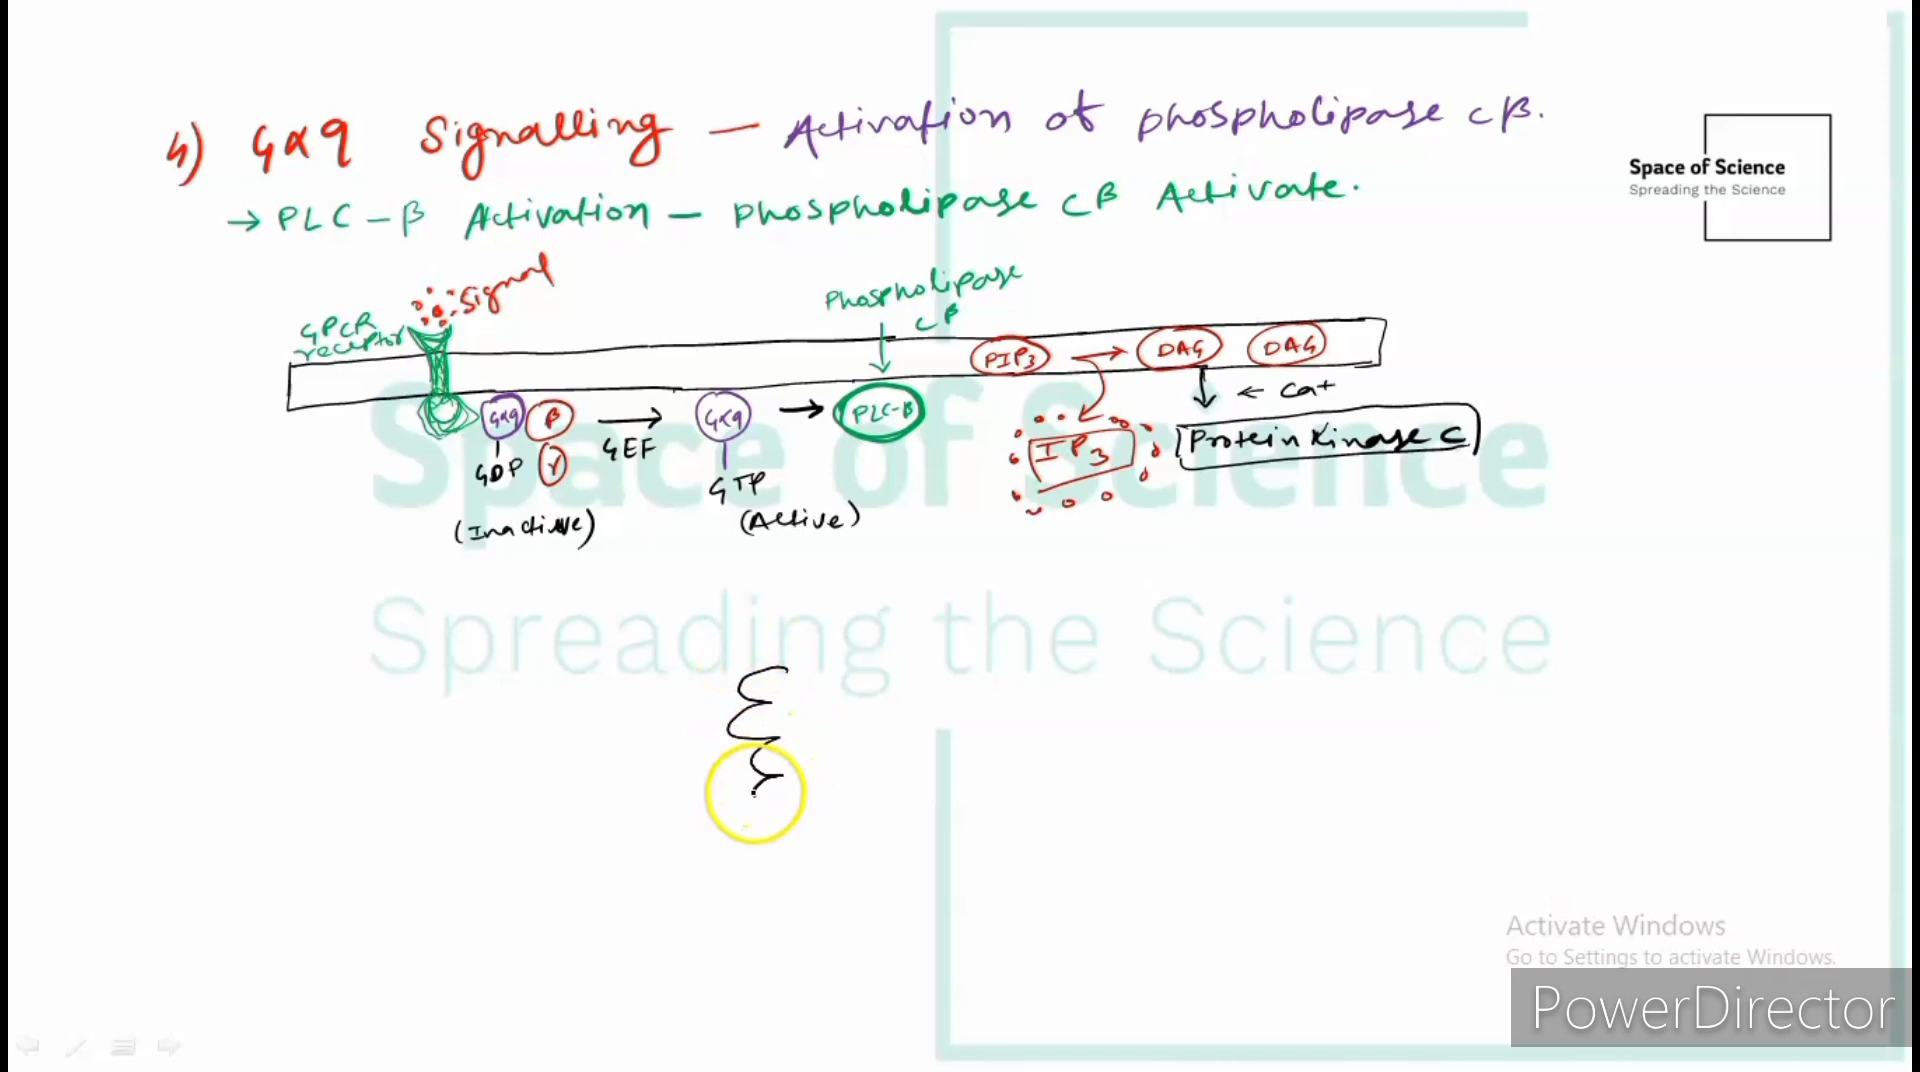 4) Gαq Signalling — Activation of phospholipase Cβ.
→ PLC-β Activation — phospholipase Cβ Activate.
Space of Science
Spreading the Science
Signal
GPCR
receptor
Phospholipase
Cβ
PIP3 → DAG DAG
← Ca+
Gαq β → Gαq → PLC-β
GEF
GDP γ
GTP
(Inactive)
(Active)
IP3
Protein Kinase C
Space of Science
Spreading the Science
Activate Windows
Go to Settings to activate Windows.
PowerDirector